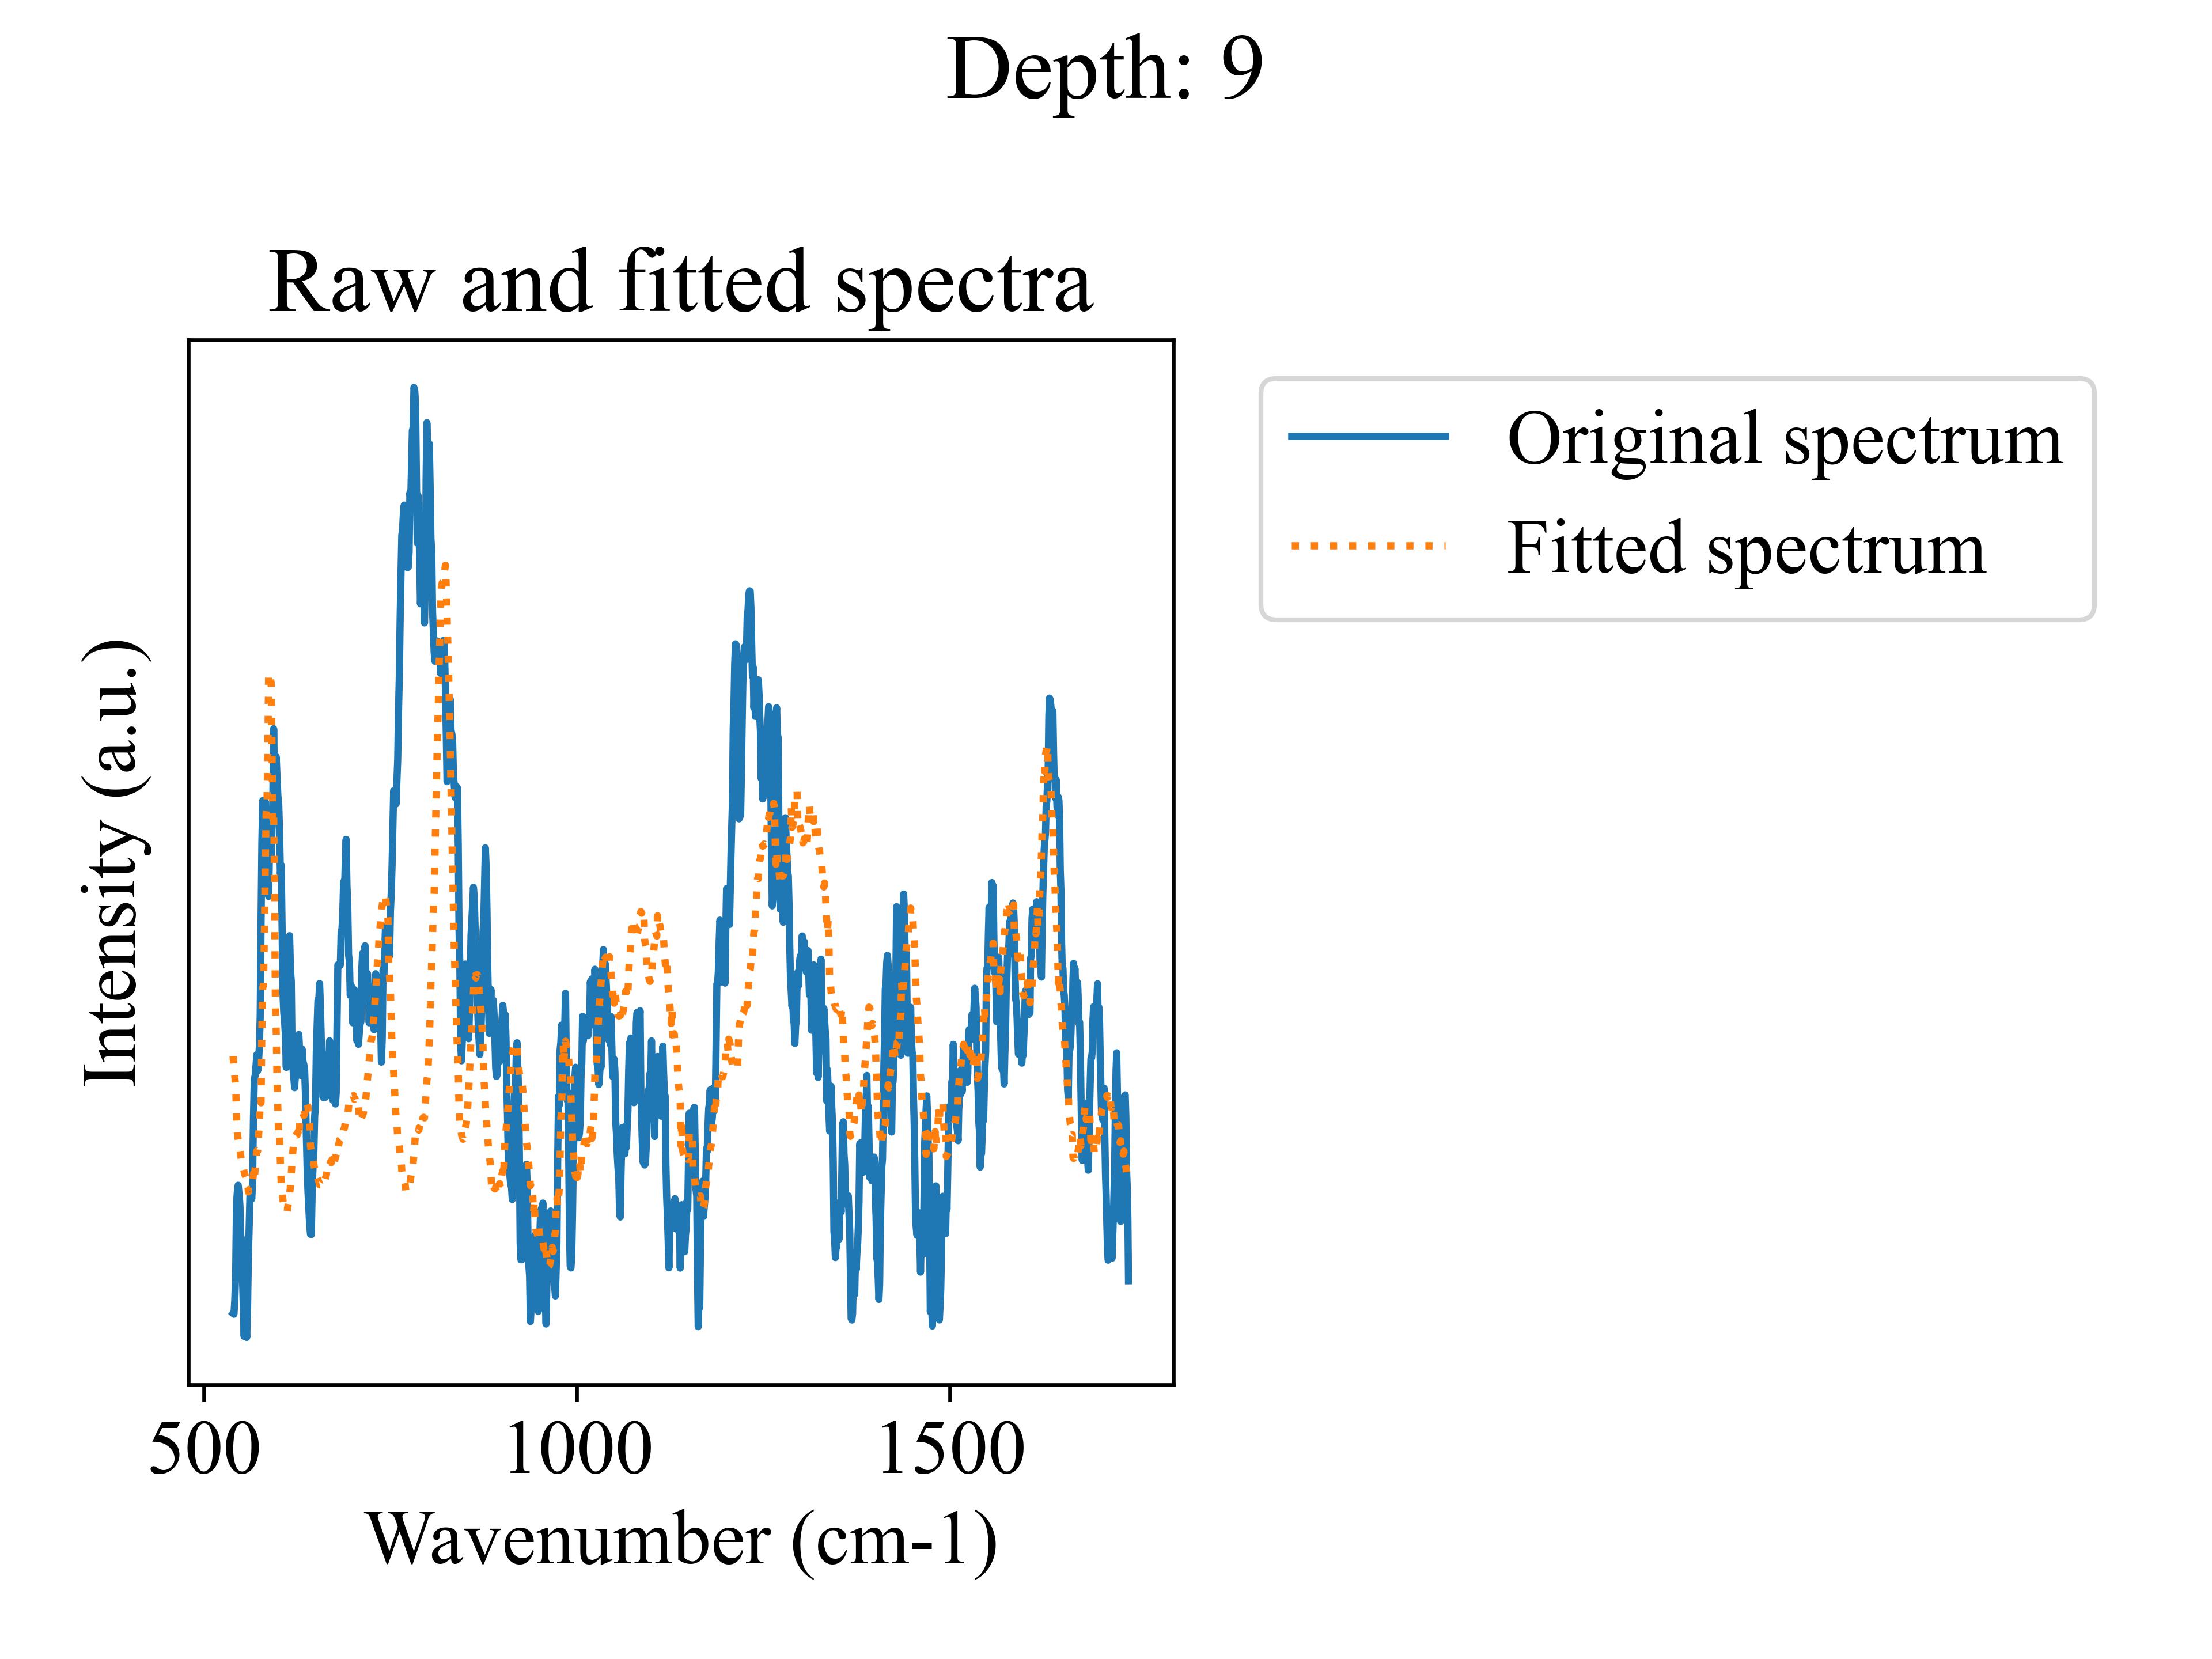 Depth: 9
Raw and fitted spectra
Original spectrum
Fitted spectrum
Intensity (a.u.)
500 1000 1500
Wavenumber (cm-1)